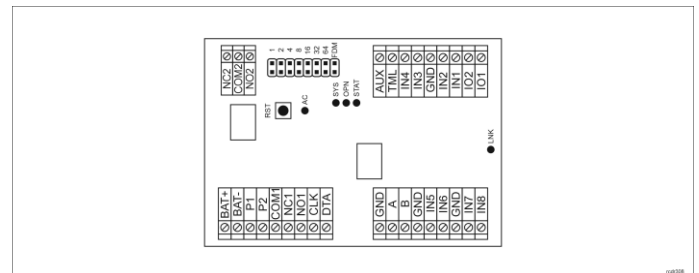 NC2
COM2
NO2
1
2
4
8
16
32
64
FDM
AUX
TML
IN4
IN3
GND
IN2
IN1
IO2
IO1
RST
AC
SYS
OPN
STAT
LNK
BAT+
BAT-
P1
P2
COM1
NC1
NO1
CLK
DTA
GND
A
B
GND
IN5
IN6
GND
IN7
IN8